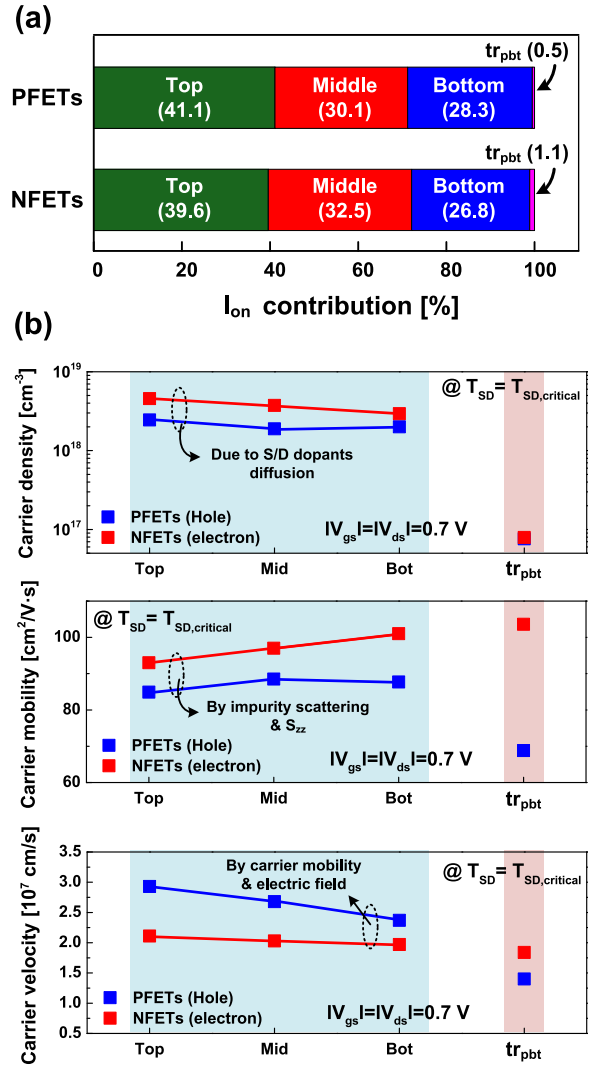 (a)
tr_pbt (0.5)
PFETs
Top
(41.1)
Middle
(30.1)
Bottom
(28.3)
tr_pbt (1.1)
NFETs
Top
(39.6)
Middle
(32.5)
Bottom
(26.8)
0 20 40 60 80 100
I_on contribution [%]
(b)
Carrier density [cm^-3]
10^19
10^18
10^17
@ T_SD = T_SD,critical
Due to S/D dopants
diffusion
PFETs (Hole)
NFETs (electron)
|V_gs|=|V_ds|=0.7 V
Top Mid Bot tr_pbt
Carrier mobility [cm^2/V·s]
100
80
60
@ T_SD = T_SD,critical
By impurity scattering
& S_zz
PFETs (Hole)
NFETs (electron)
|V_gs|=|V_ds|=0.7 V
Top Mid Bot tr_pbt
Carrier velocity [10^7 cm/s]
3.5
3.0
2.5
2.0
1.5
1.0
0.5
By carrier mobility
& electric field
@ T_SD = T_SD,critical
PFETs (Hole)
NFETs (electron)
|V_gs|=|V_ds|=0.7 V
Top Mid Bot tr_pbt